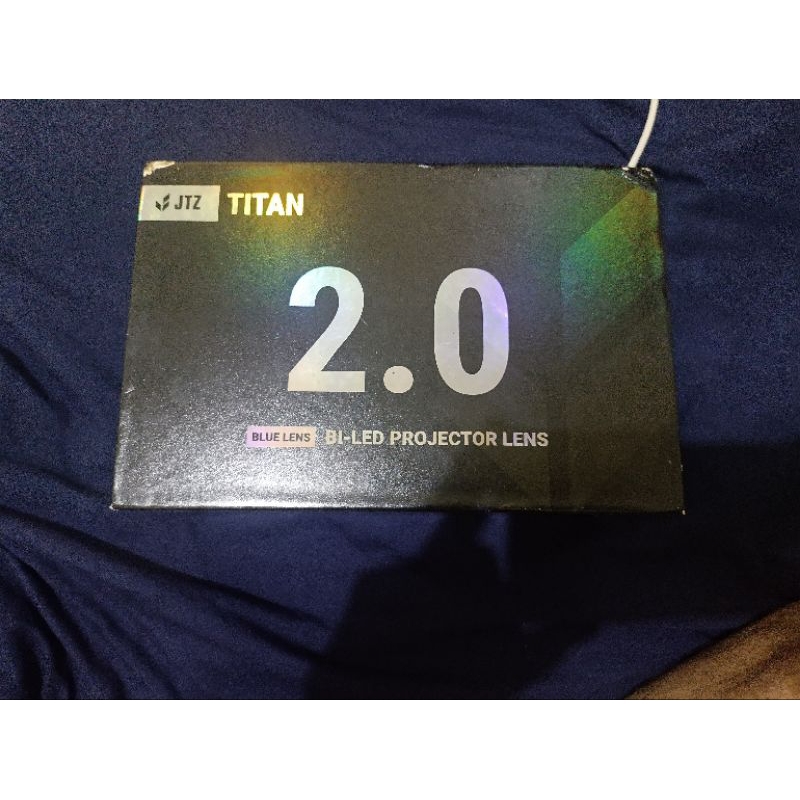 JTZ TITAN
2.0
BLUE LENS BI-LED PROJECTOR LENS